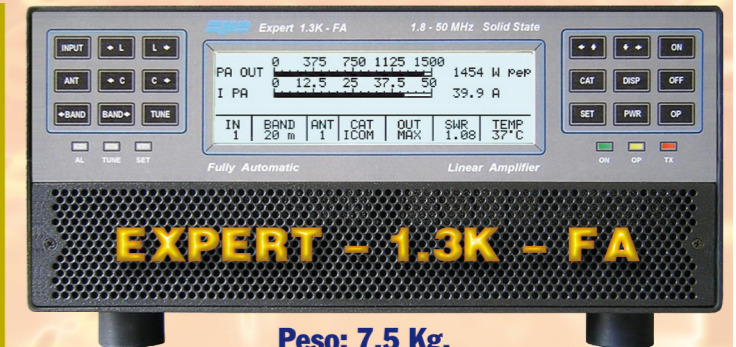 Expert 1.3K - FA
1.8 - 50 MHz Solid State
INPUT
L
L
ANT
C
C
BAND
BAND
TUNE
AL
TUNE
SET
0 375 750 1125 1500
PA OUT 1454 W pep
0 12.5 25 37.5 50
I PA 39.9 A
IN BAND ANT CAT OUT SWR TEMP
1 20 m 1 ICOM MAX 1.08 37°C
ON
CAT
DISP
OFF
SET
PWR
OP
ON
OP
TX
Fully Automatic
Linear Amplifier
EXPERT - 1.3K - FA
Peso: 7,5 Kg.